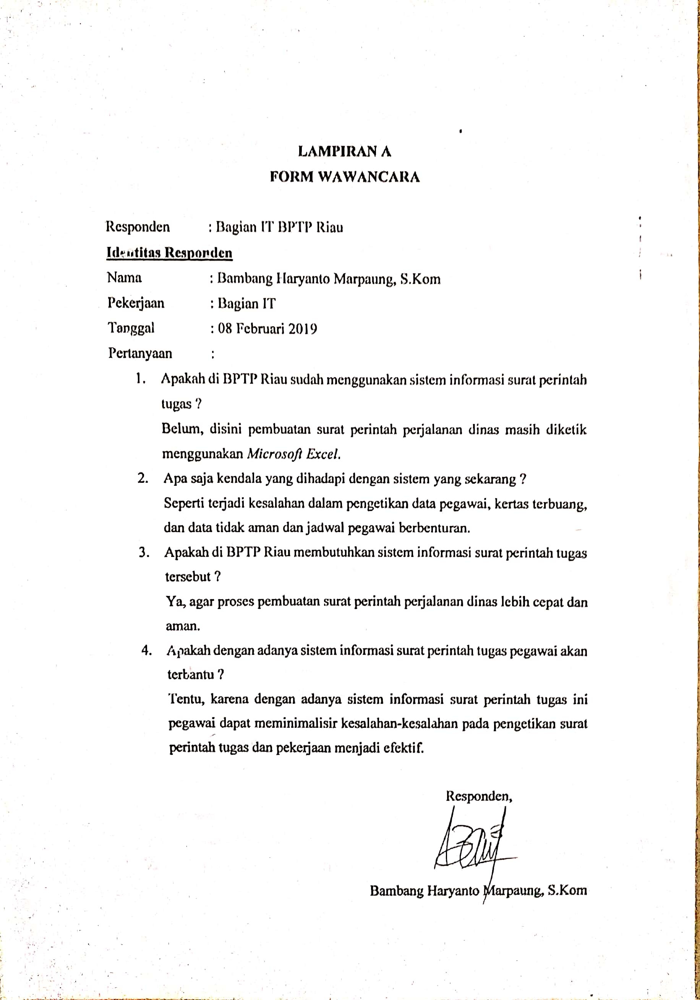 LAMPIRAN A
FORM WAWANCARA
Responden : Bagian IT BPTP Riau
Identitas Responden
Nama : Bambang Haryanto Marpaung, S.Kom
Pekerjaan : Bagian IT
Tanggal : 08 Februari 2019
Pertanyaan :
1. Apakah di BPTP Riau sudah menggunakan sistem informasi surat perintah
tugas ?
Belum, disini pembuatan surat perintah perjalanan dinas masih diketik
menggunakan Microsoft Excel.
2. Apa saja kendala yang dihadapi dengan sistem yang sekarang ?
Seperti terjadi kesalahan dalam pengetikan data pegawai, kertas terbuang,
dan data tidak aman dan jadwal pegawai berbenturan.
3. Apakah di BPTP Riau membutuhkan sistem informasi surat perintah tugas
tersebut ?
Ya, agar proses pembuatan surat perintah perjalanan dinas lebih cepat dan
aman.
4. Apakah dengan adanya sistem informasi surat perintah tugas pegawai akan
terbantu ?
Tentu, karena dengan adanya sistem informasi surat perintah tugas ini
pegawai dapat meminimalisir kesalahan-kesalahan pada pengetikan surat
perintah tugas dan pekerjaan menjadi efektif.
Responden,
Bambang Haryanto Marpaung, S.Kom